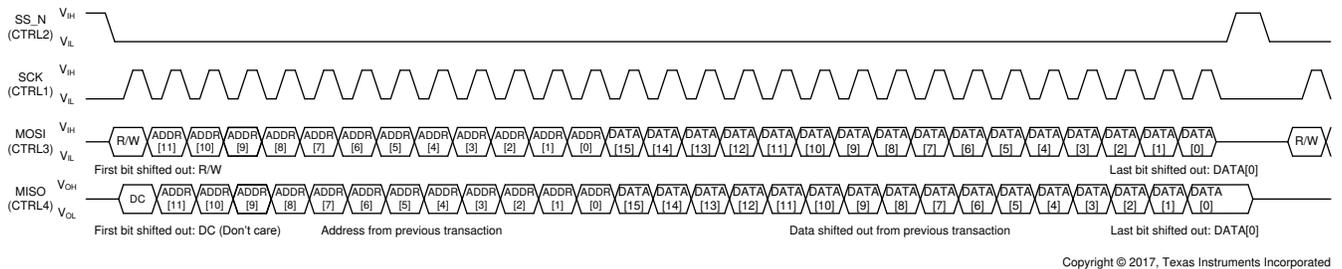 SS_N
(CTRL2)
VIH
VIL
SCK
(CTRL1)
VIH
VIL
MOSI
(CTRL3)
VIH
VIL
R/W ADDR [11] ADDR [10] ADDR [9] ADDR [8] ADDR [7] ADDR [6] ADDR [5] ADDR [4] ADDR [3] ADDR [2] ADDR [1] ADDR [0] DATA [15] DATA [14] DATA [13] DATA [12] DATA [11] DATA [10] DATA [9] DATA [8] DATA [7] DATA [6] DATA [5] DATA [4] DATA [3] DATA [2] DATA [1] DATA [0] R/W
First bit shifted out: R/W
Last bit shifted out: DATA[0]
MISO
(CTRL4)
VOH
VOL
DC ADDR [11] ADDR [10] ADDR [9] ADDR [8] ADDR [7] ADDR [6] ADDR [5] ADDR [4] ADDR [3] ADDR [2] ADDR [1] ADDR [0] DATA [15] DATA [14] DATA [13] DATA [12] DATA [11] DATA [10] DATA [9] DATA [8] DATA [7] DATA [6] DATA [5] DATA [4] DATA [3] DATA [2] DATA [1] DATA [0]
First bit shifted out: DC (Don't care)
Address from previous transaction
Data shifted out from previous transaction
Last bit shifted out: DATA[0]
Copyright © 2017, Texas Instruments Incorporated